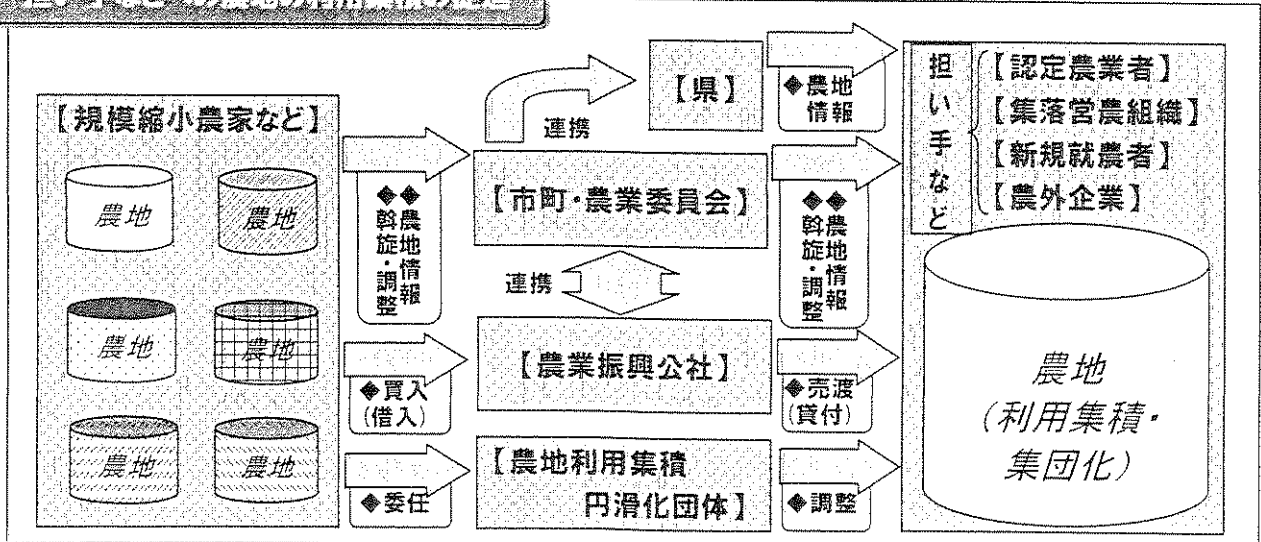 【規模縮小農家など】
農地
農地
農地
農地
農地
農地
◆農地情報
◆斡旋・調整
◆買入
(借入)
◆委任
連携
【県】
【市町・農業委員会】
連携
【農業振興公社】
【農地利用集積
円滑化団体】
◆農地
情報
◆農地情報
◆斡旋・調整
◆売渡
(貸付)
◆調整
担い手など
【認定農業者】
【集落営農組織】
【新規就農者】
【農外企業】
農地
(利用集積・
集団化)